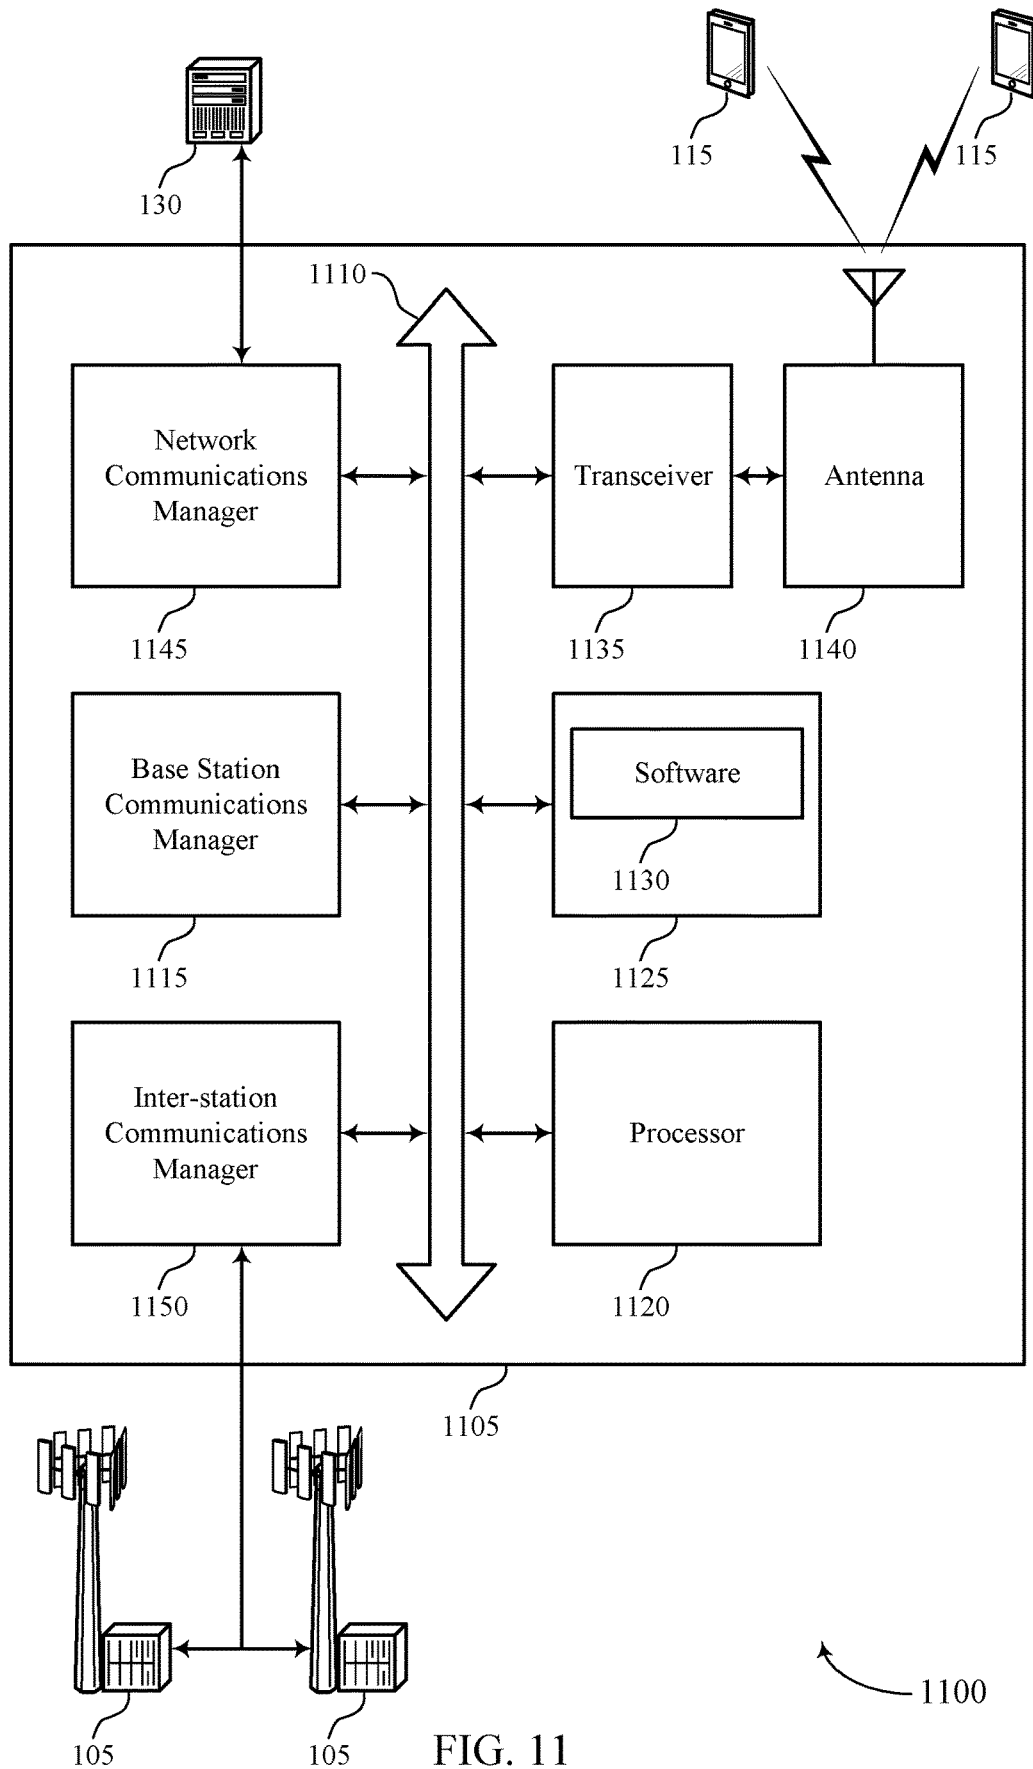 115
115
130
1110
Network
Communications
Manager
Transceiver
Antenna
1145
1135
1140
Base Station
Communications
Manager
Software
1130
1115
1125
Inter-station
Communications
Manager
Processor
1150
1120
1105
1100
105
105
FIG. 11